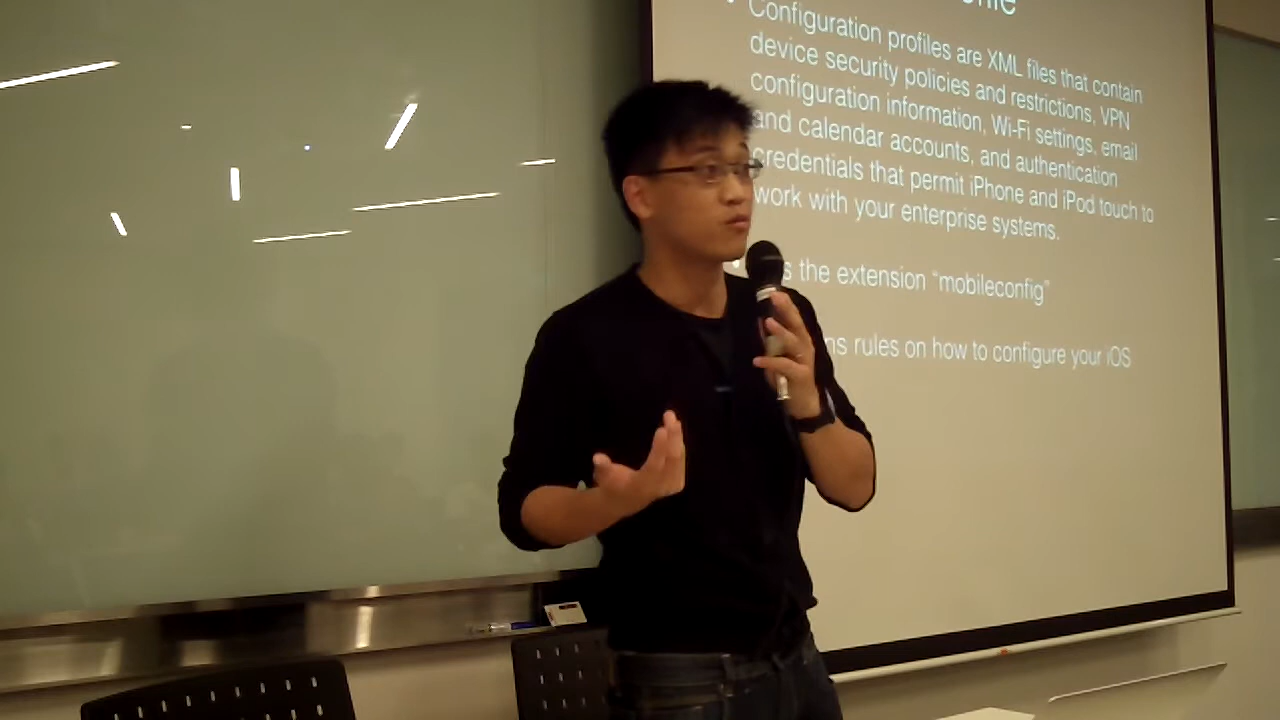 Configuration profiles are XML files that contain
device security policies and restrictions, VPN
configuration information, Wi-Fi settings, email
and calendar accounts, and authentication
credentials that permit iPhone and iPod touch to
work with your enterprise systems.
the extension "mobileconfig"
rules on how to configure your iOS